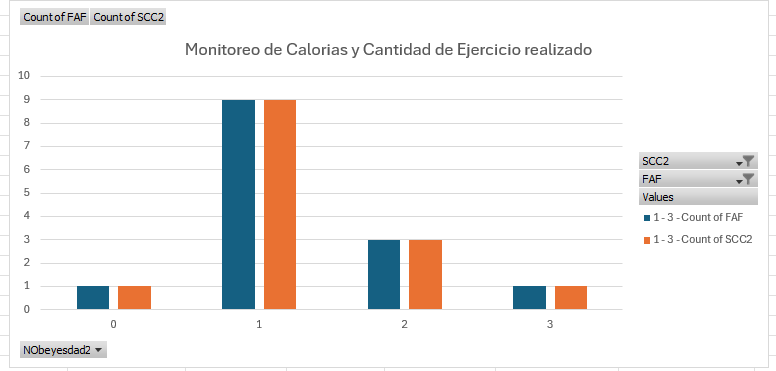 Count of FAF Count of SCC2
Monitoreo de Calorias y Cantidad de Ejercicio realizado
10
9
8
7
6
5
4
3
2
1
0
0 1 2 3
SCC2
FAF
Values
1 - 3 - Count of FAF
1 - 3 - Count of SCC2
NObeyesdad2